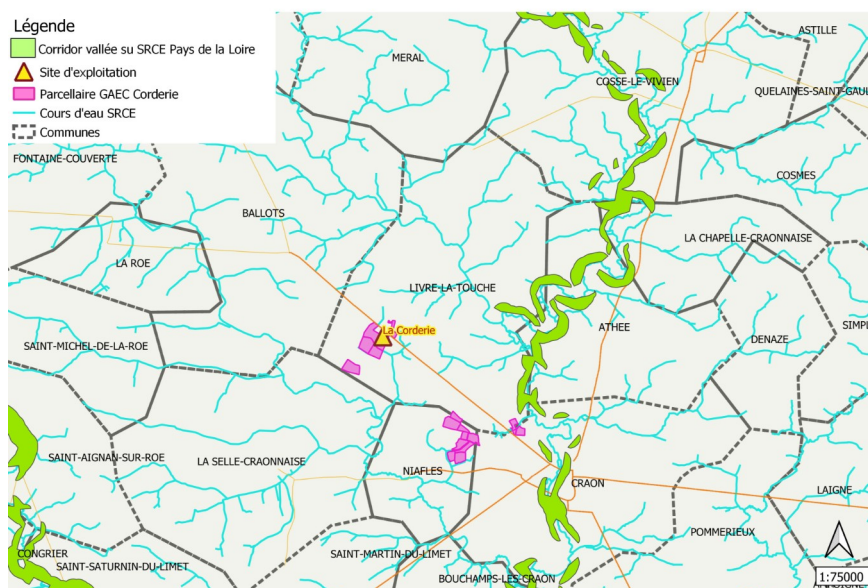 Légende
Corridor vallée su SRCE Pays de la Loire
Site d'exploitation
Parcellaire GAEC Corderie
Cours d'eau SRCE
Communes
ASTILLE
MERAL
COSSE-LE-VIVIEN
QUELAINES-SAINT-GAUL
FONTAINE-COUVERTE
COSMES
BALLOTS
LA CHAPELLE-CRAONNAISE
LA ROE
LIVRE-LA-TOUCHE
ATHEE
La Corderie
DENAZE
SIMPL
SAINT-MICHEL-DE-LA-ROE
SAINT-AIGNAN-SUR-ROE
LA SELLE-CRAONNAISE
NIAFLES
CRAON
LAIGNE
POMMERIEUX
CONGRIER
SAINT-SATURNIN-DU-LIMET
SAINT-MARTIN-DU-LIMET
BOUCHAMPS-LES-CRAON
1:75000